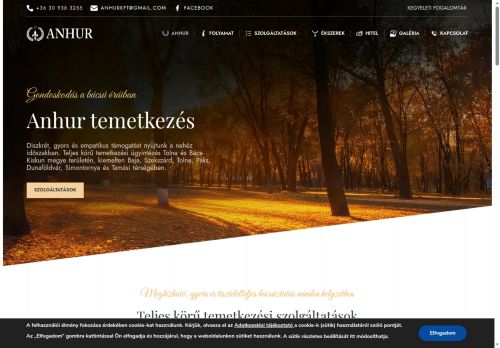 +36 30 936 3255 ANHURKFT@GMAIL.COM FACEBOOK KEGYELETI FOGALOMTÁR
ANHUR ANHUR FOLYAMAT SZOLGÁLTATÁSOK ÉKSZEREK HITEL GALÉRIA KAPCSOLAT
Gondoskodás a búcsú óráiban
Anhur temetkezés
Diszkrét, gyors és empatikus támogatást nyújtunk a nehéz
időszakban. Teljes körű temetkezési ügyintézés Tolna és Bács-
Kiskun megye területén, kiemelten Baja, Szekszárd, Tolna, Paks,
Dunaföldvár, Simontornya és Tamási térségében.
SZOLGÁLTATÁSOK
Megbízható, gyors és tiszteletteljes búcsúztatás minden helyzetben
Teljes körű temetkezési szolgáltatások
A felhasználói élmény fokozása érdekében cookie-kat használunk. Kérjük, olvassa el az Adatkezelési tájékoztató a cookie-k (sütik) használatáról szóló pontját.
Az „Elfogadom" gombra kattintással Ön elfogadja és hozzájárul, hogy a weboldalunkon sütiket használunk. A sütik részletes beállítását itt módosíthatja.
Elfogadom